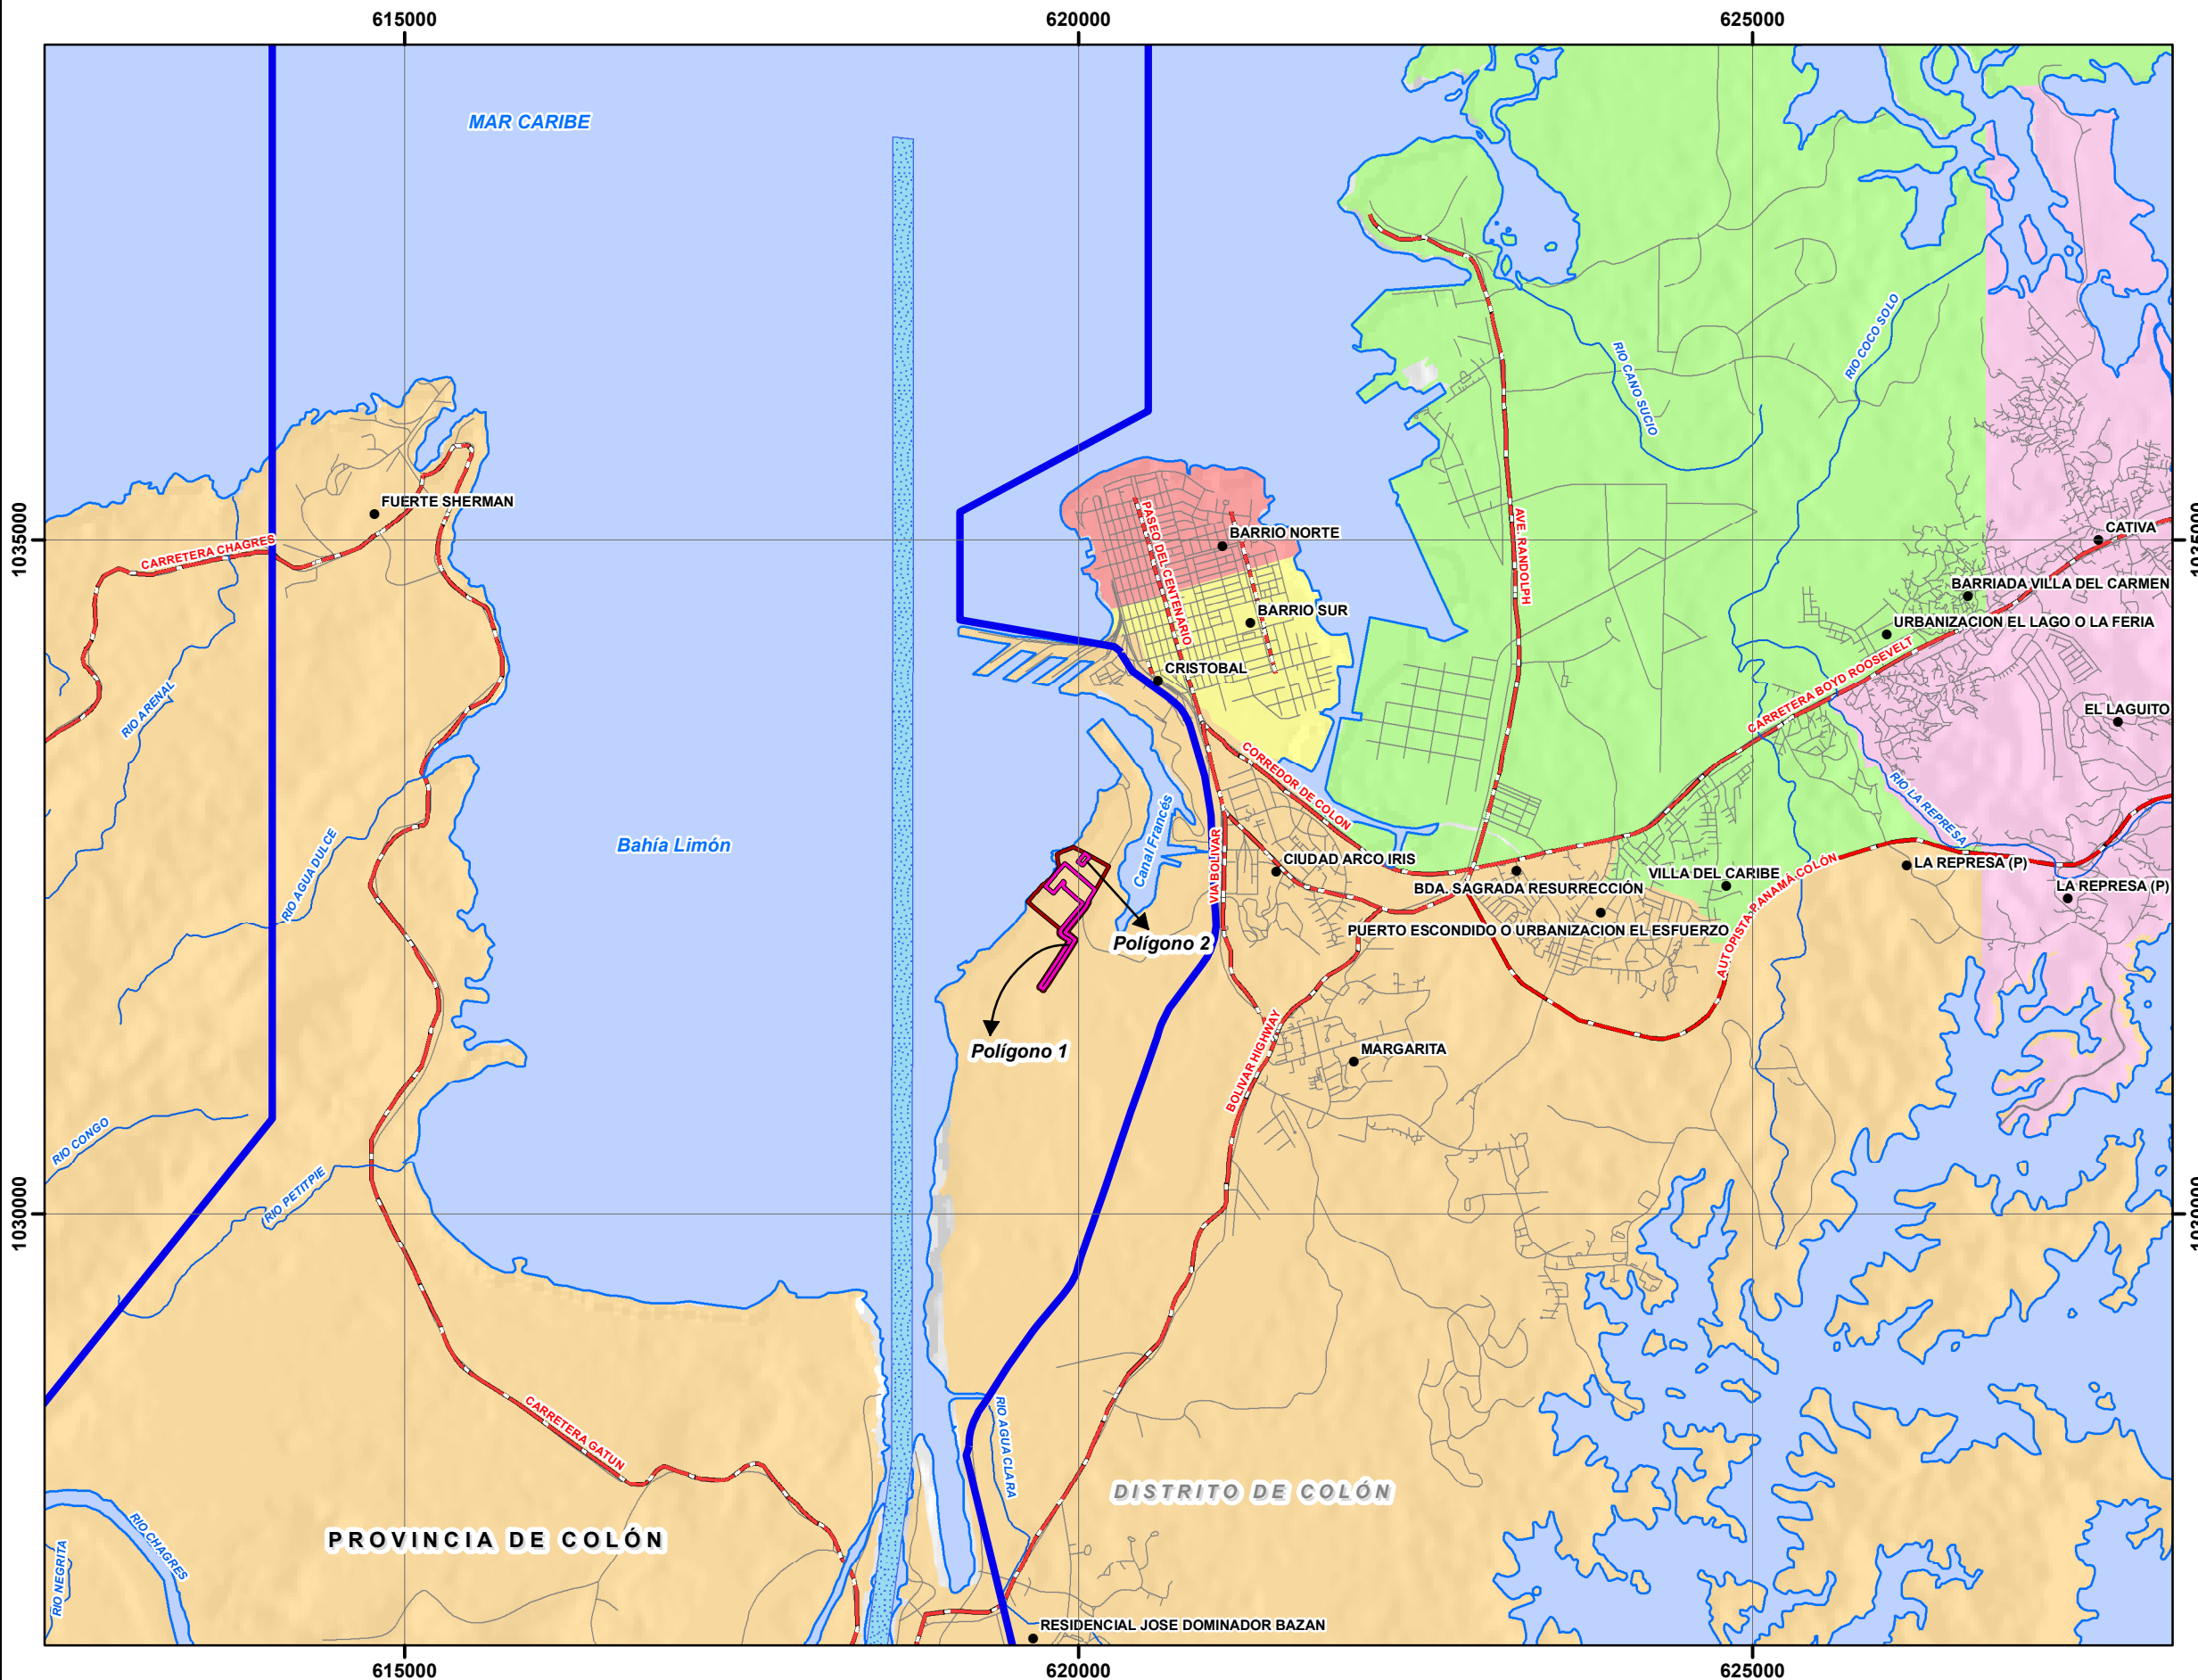 615000
620000
625000
MAR CARIBE
RIO COCO SOLO
RIO CANO SUCIO
FUERTE SHERMAN
1035000
1035000
CARRETERA CHAGRES
PASEO DEL CENTENARIO
BARRIO NORTE
AVE. RANDOLPH
CATIVA
BARRIADA VILLA DEL CARMEN
BARRIO SUR
URBANIZACION EL LAGO O LA FERIA
CRISTOBAL
CARRETERA BOYD ROOSEVELT
RIO ARENAL
EL LAGUITO
CORREDOR DE COLON
RIO LA REPRESA
Bahía Limón
Canal Francés
RIO AGUA DULCE
VIA BOLIVAR
CIUDAD ARCO IRIS
LA REPRESA (P)
VILLA DEL CARIBE
BDA. SAGRADA RESURRECCIÓN
LA REPRESA (P)
AUTOPISTA PANAMÁ COLÓN
PUERTO ESCONDIDO O URBANIZACION EL ESFUERZO
Polígono 2
Polígono 1
MARGARITA
BOLIVAR HIGHWAY
RIO CONGO
RIO PETITPIE
1030000
1030000
CARRETERA GATUN
RIO AGUA CLARA
DISTRITO DE COLÓN
PROVINCIA DE COLÓN
RIO CHAGRES
RIO NEGRITA
RESIDENCIAL JOSE DOMINADOR BAZAN
615000
620000
625000